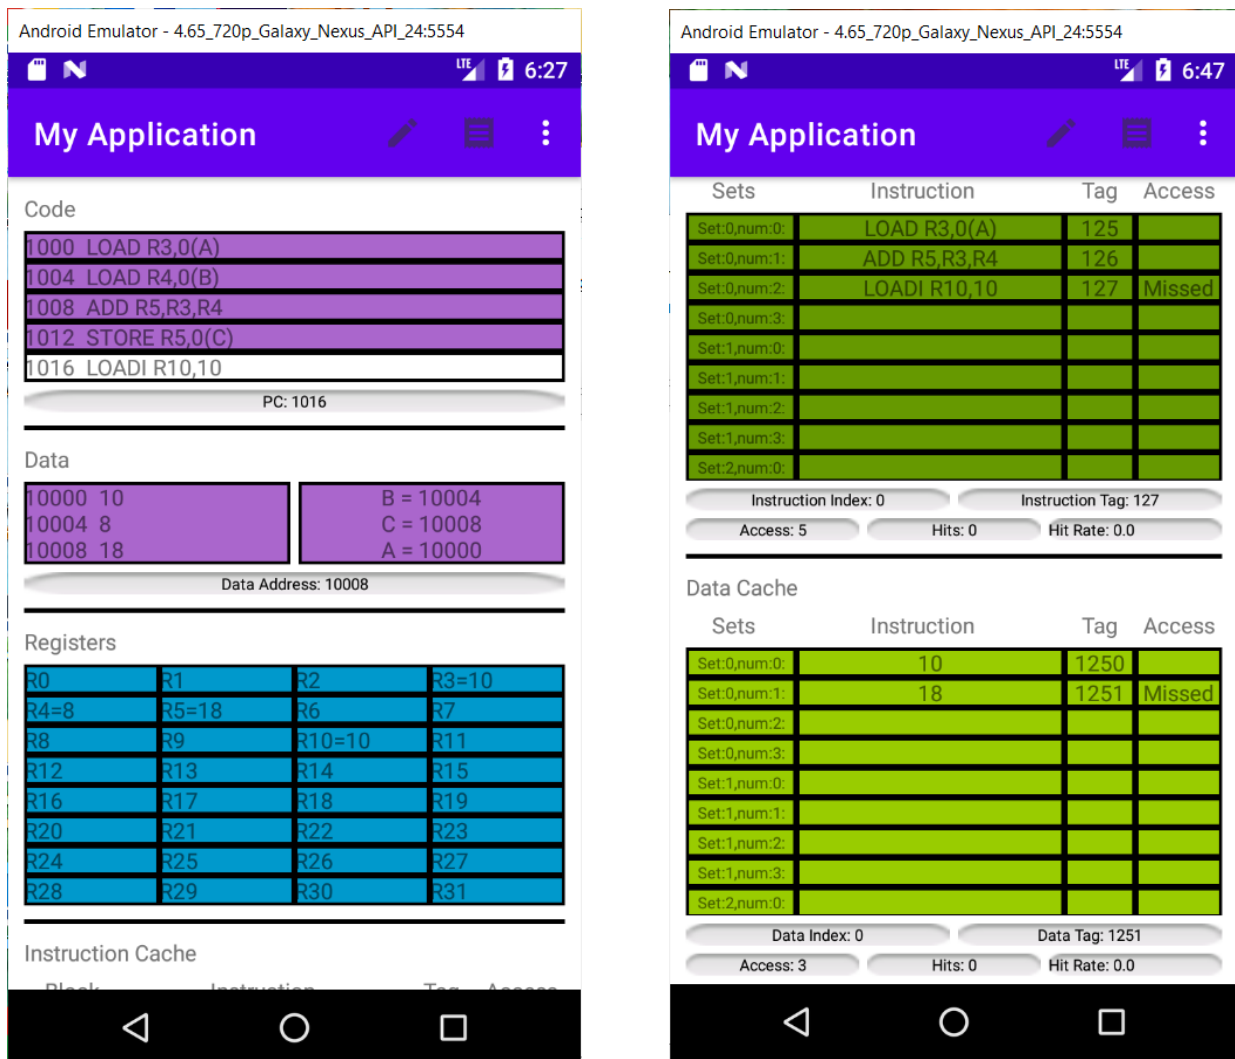 Android Emulator - 4.65_720p_Galaxy_Nexus_API_24:5554
LTE 6:27
My Application
Code
1000 LOAD R3,0(A)
1004 LOAD R4,0(B)
1008 ADD R5,R3,R4
1012 STORE R5,0(C)
1016 LOADI R10,10
PC: 1016
Data
10000 10 B = 10004
10004 8 C = 10008
10008 18 A = 10000
Data Address: 10008
Registers
R0 R1 R2 R3=10
R4=8 R5=18 R6 R7
R8 R9 R10=10 R11
R12 R13 R14 R15
R16 R17 R18 R19
R20 R21 R22 R23
R24 R25 R26 R27
R28 R29 R30 R31
Instruction Cache
Block Instruction Tag Access
Android Emulator - 4.65_720p_Galaxy_Nexus_API_24:5554
LTE 6:47
My Application
Sets Instruction Tag Access
Set:0,num:0: LOAD R3,0(A) 125
Set:0,num:1: ADD R5,R3,R4 126
Set:0,num:2: LOADI R10,10 127 Missed
Set:0,num:3:
Set:1,num:0:
Set:1,num:1:
Set:1,num:2:
Set:1,num:3:
Set:2,num:0:
Instruction Index: 0 Instruction Tag: 127
Access: 5 Hits: 0 Hit Rate: 0.0
Data Cache
Sets Instruction Tag Access
Set:0,num:0: 10 1250
Set:0,num:1: 18 1251 Missed
Set:0,num:2:
Set:0,num:3:
Set:1,num:0:
Set:1,num:1:
Set:1,num:2:
Set:1,num:3:
Set:2,num:0:
Data Index: 0 Data Tag: 1251
Access: 3 Hits: 0 Hit Rate: 0.0